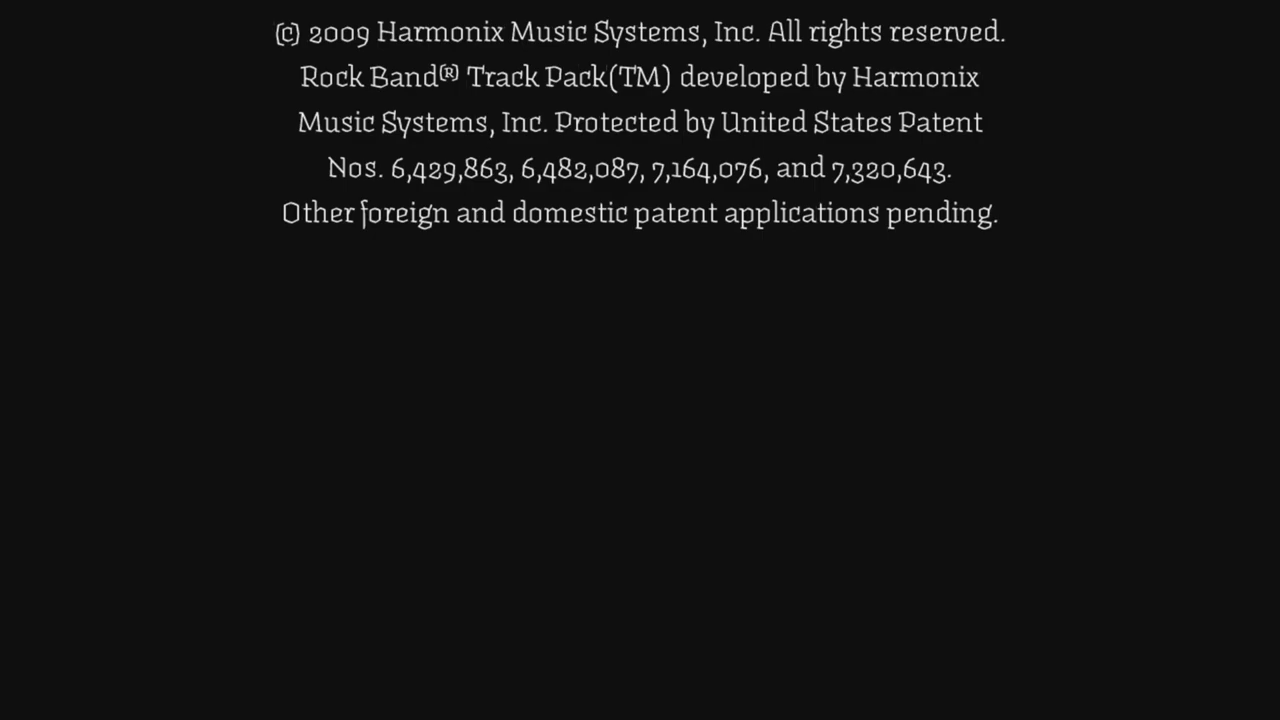 (c) 2009 Harmonix Music Systems, Inc. All rights reserved.
Rock Band® Track Pack(TM) developed by Harmonix
Music Systems, Inc. Protected by United States Patent
Nos. 6,429,863, 6,482,087, 7,164,076, and 7,320,643.
Other foreign and domestic patent applications pending.